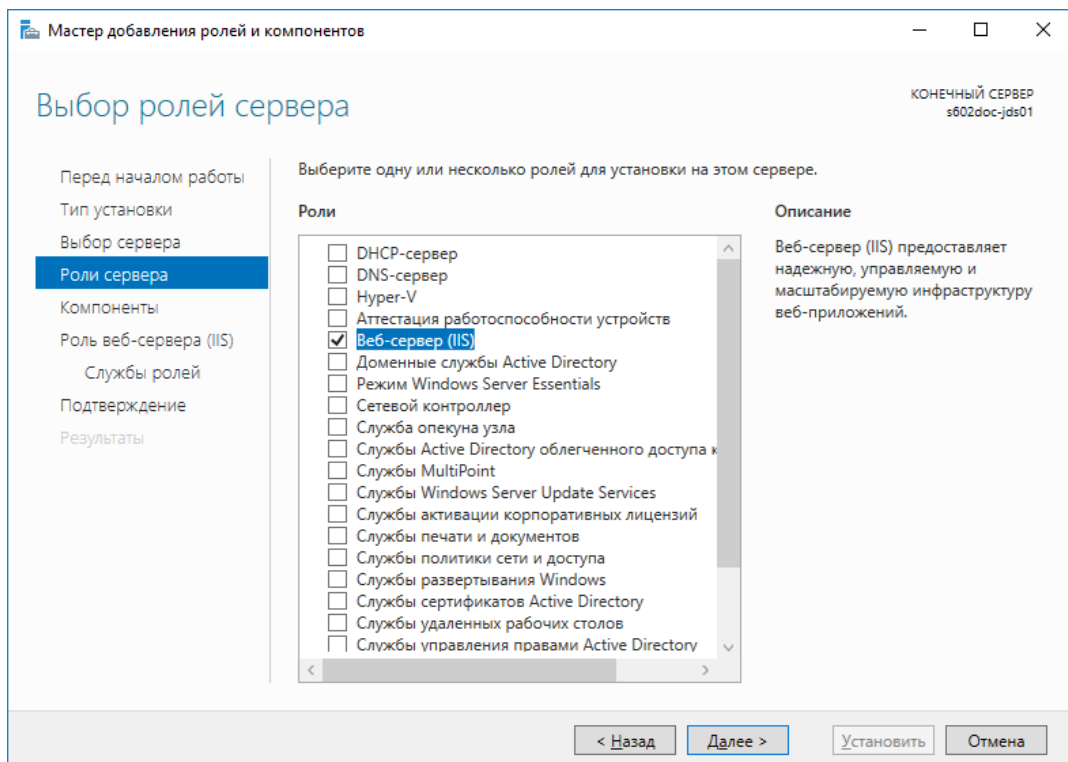 Мастер добавления ролей и компонентов
Выбор ролей сервера
КОНЕЧНЫЙ СЕРВЕР
s602doc-jds01
Перед началом работы
Тип установки
Выбор сервера
Роли сервера
Компоненты
Роль веб-сервера (IIS)
Службы ролей
Подтверждение
Результаты
Выберите одну или несколько ролей для установки на этом сервере.
Роли
DHCP-сервер
DNS-сервер
Hyper-V
Аттестация работоспособности устройств
Веб-сервер (IIS)
Доменные службы Active Directory
Режим Windows Server Essentials
Сетевой контроллер
Служба опекуна узла
Службы Active Directory облегченного доступа к
Службы MultiPoint
Службы Windows Server Update Services
Службы активации корпоративных лицензий
Службы печати и документов
Службы политики сети и доступа
Службы развертывания Windows
Службы сертификатов Active Directory
Службы удаленных рабочих столов
Службы управления правами Active Directory
Описание
Веб-сервер (IIS) предоставляет
надежную, управляемую и
масштабируемую инфраструктуру
веб-приложений.
< Назад
Далее >
Установить
Отмена